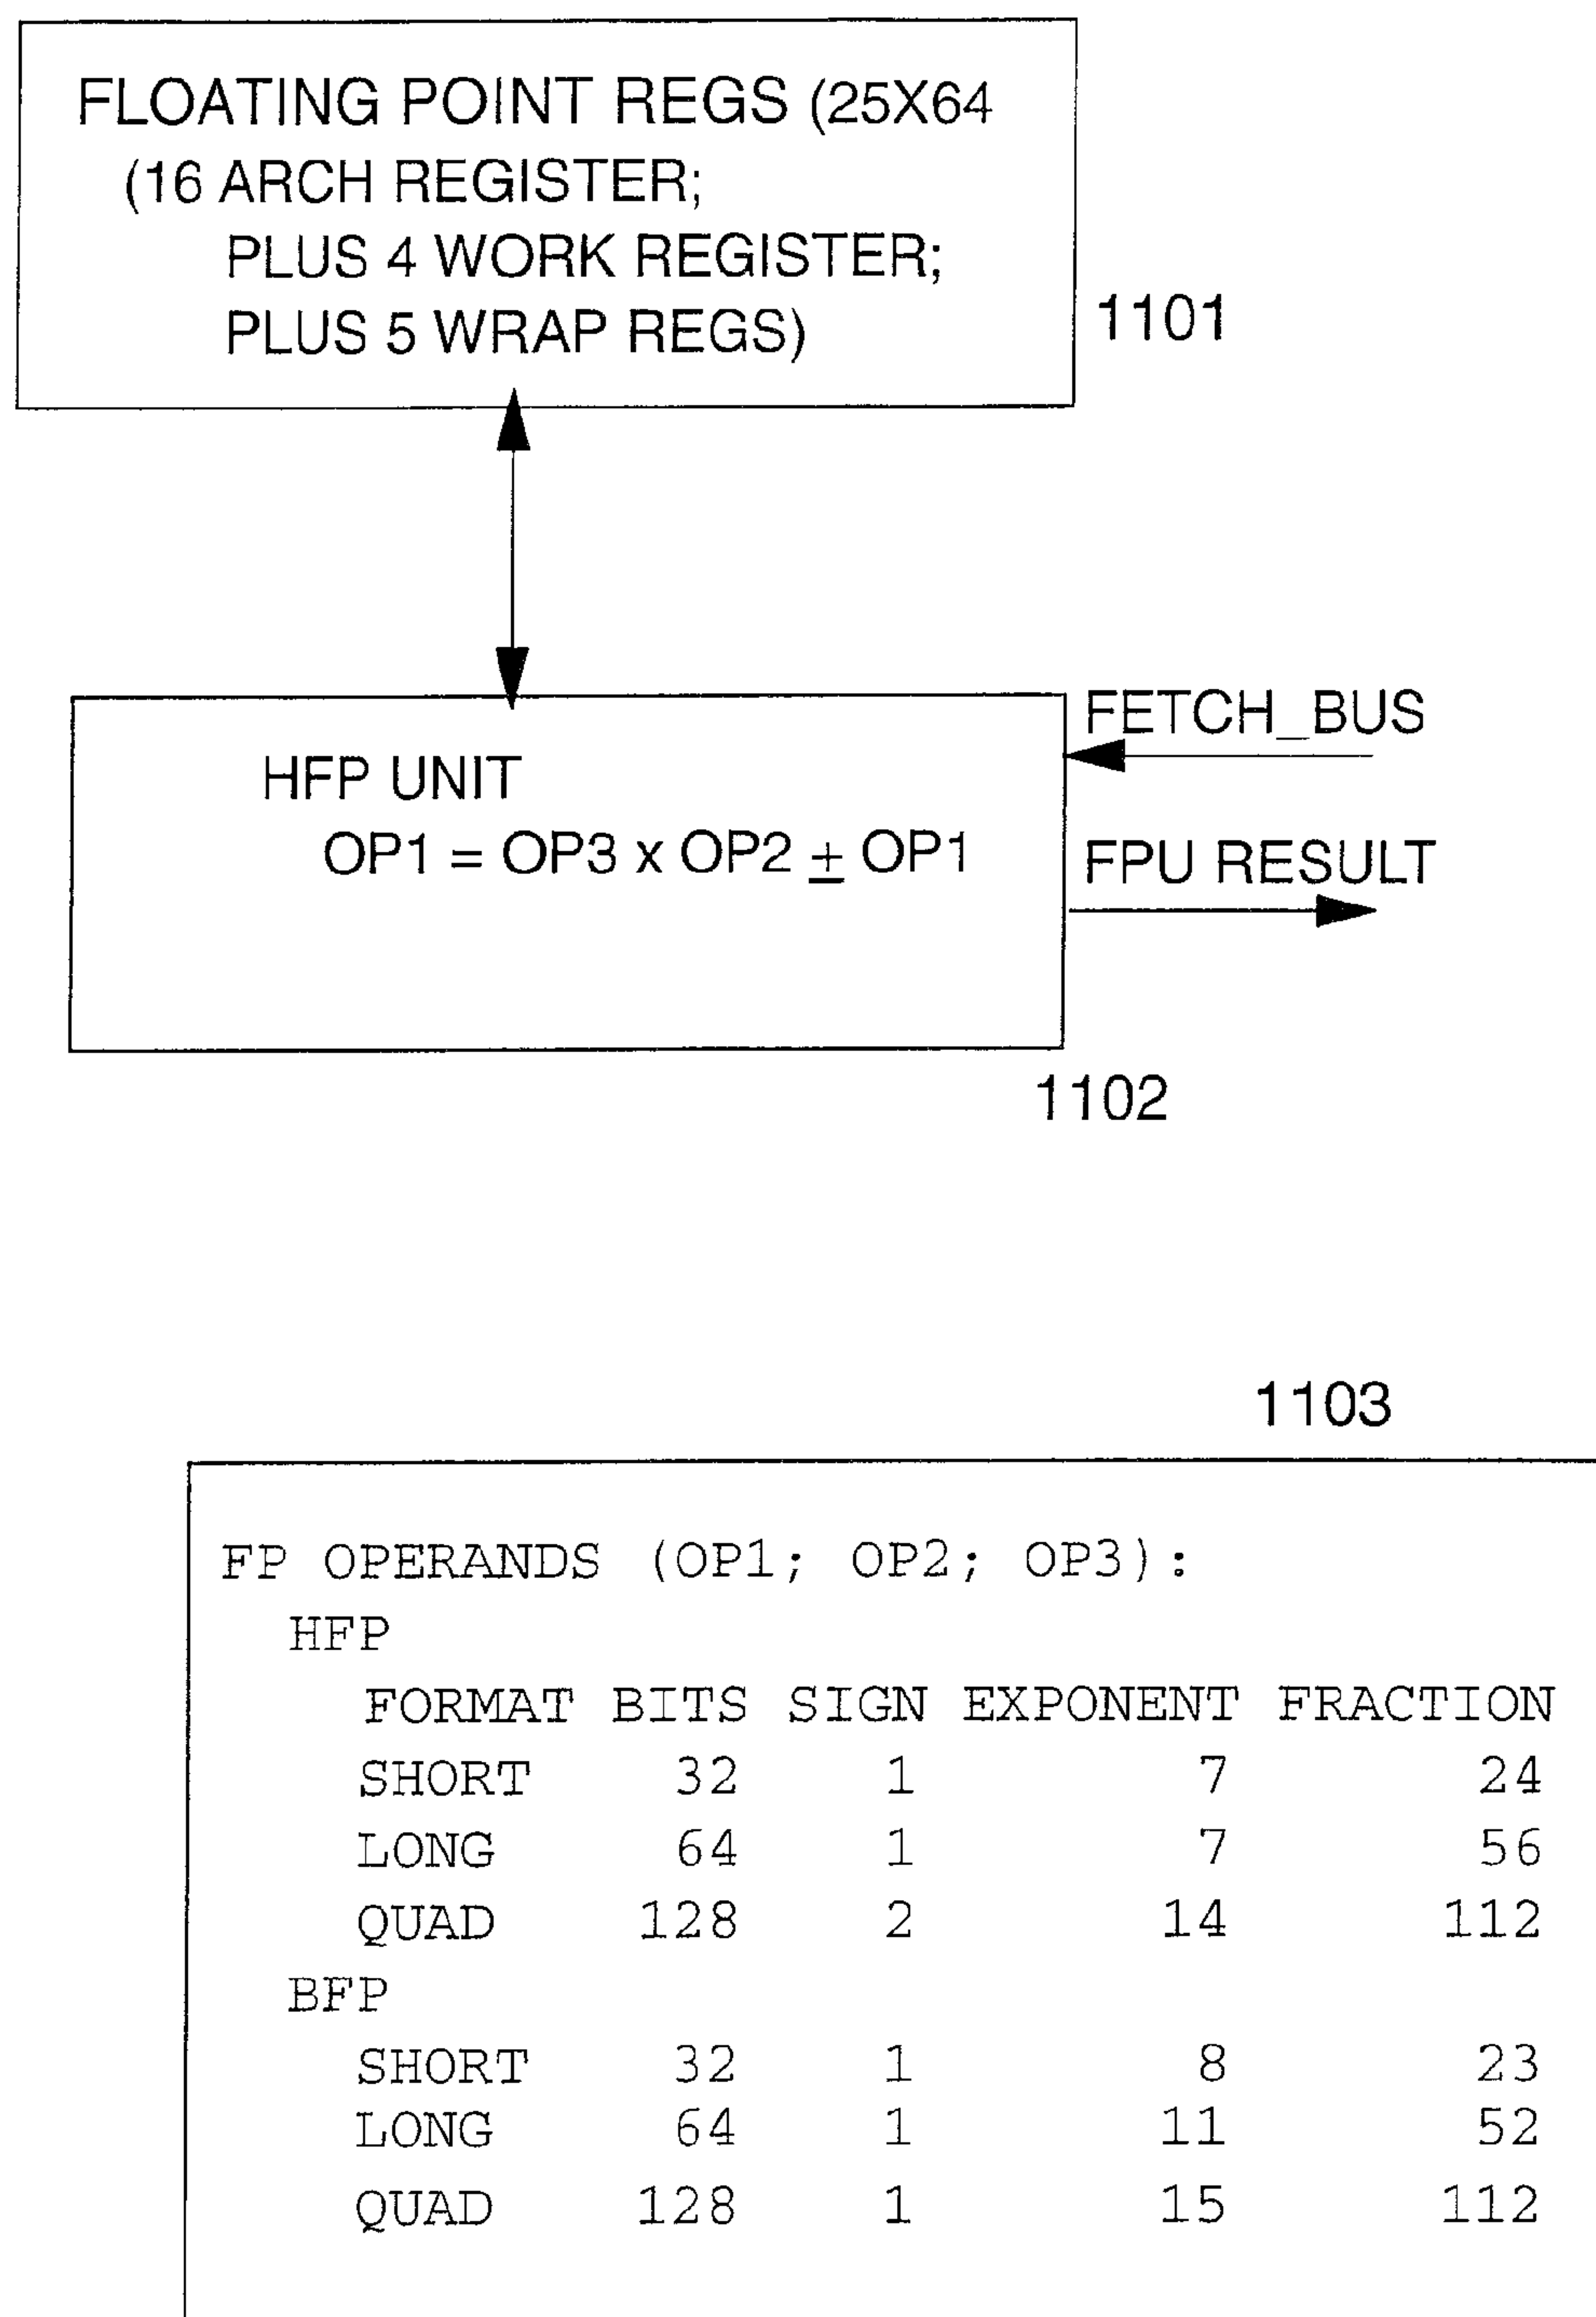 FLOATING POINT REGS (25X64
(16 ARCH REGISTER;
PLUS 4 WORK REGISTER;
PLUS 5 WRAP REGS)
1101
FETCH_BUS
HFP UNIT
OP1 = OP3 x OP2 ± OP1
FPU RESULT
1102
1103
FP OPERANDS (OP1; OP2; OP3):
HFP
FORMAT BITS SIGN EXPONENT FRACTION
SHORT 32 1 7 24
LONG 64 1 7 56
QUAD 128 2 14 112
BFP
SHORT 32 1 8 23
LONG 64 1 11 52
QUAD 128 1 15 112